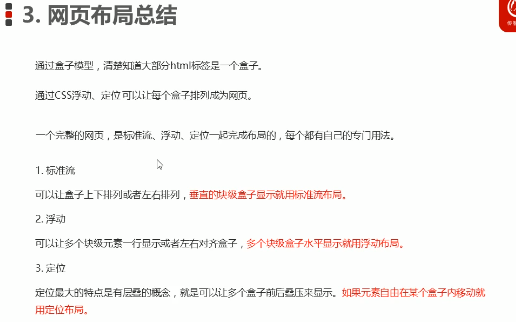 3. 网页布局总结
通过盒子模型，清楚知道大部分html标签是一个盒子。
通过CSS浮动、定位 可以让每个盒子排列成为网页。
一个完整的网页，是标准流、浮动、定位一起完成布局的，每个都有自己的专门用法。
1. 标准流
可以让盒子上下排列或者左右排列，垂直的块级盒子显示就用标准流布局。
2. 浮动
可以让多个块级元素一行显示或者左右对齐盒子，多个块级盒子水平显示就用浮动布局。
3. 定位
定位最大的特点是有层叠的概念，就是可以让多个盒子前后叠压来显示。如果元素自由在某个盒子内移动就
用定位布局。